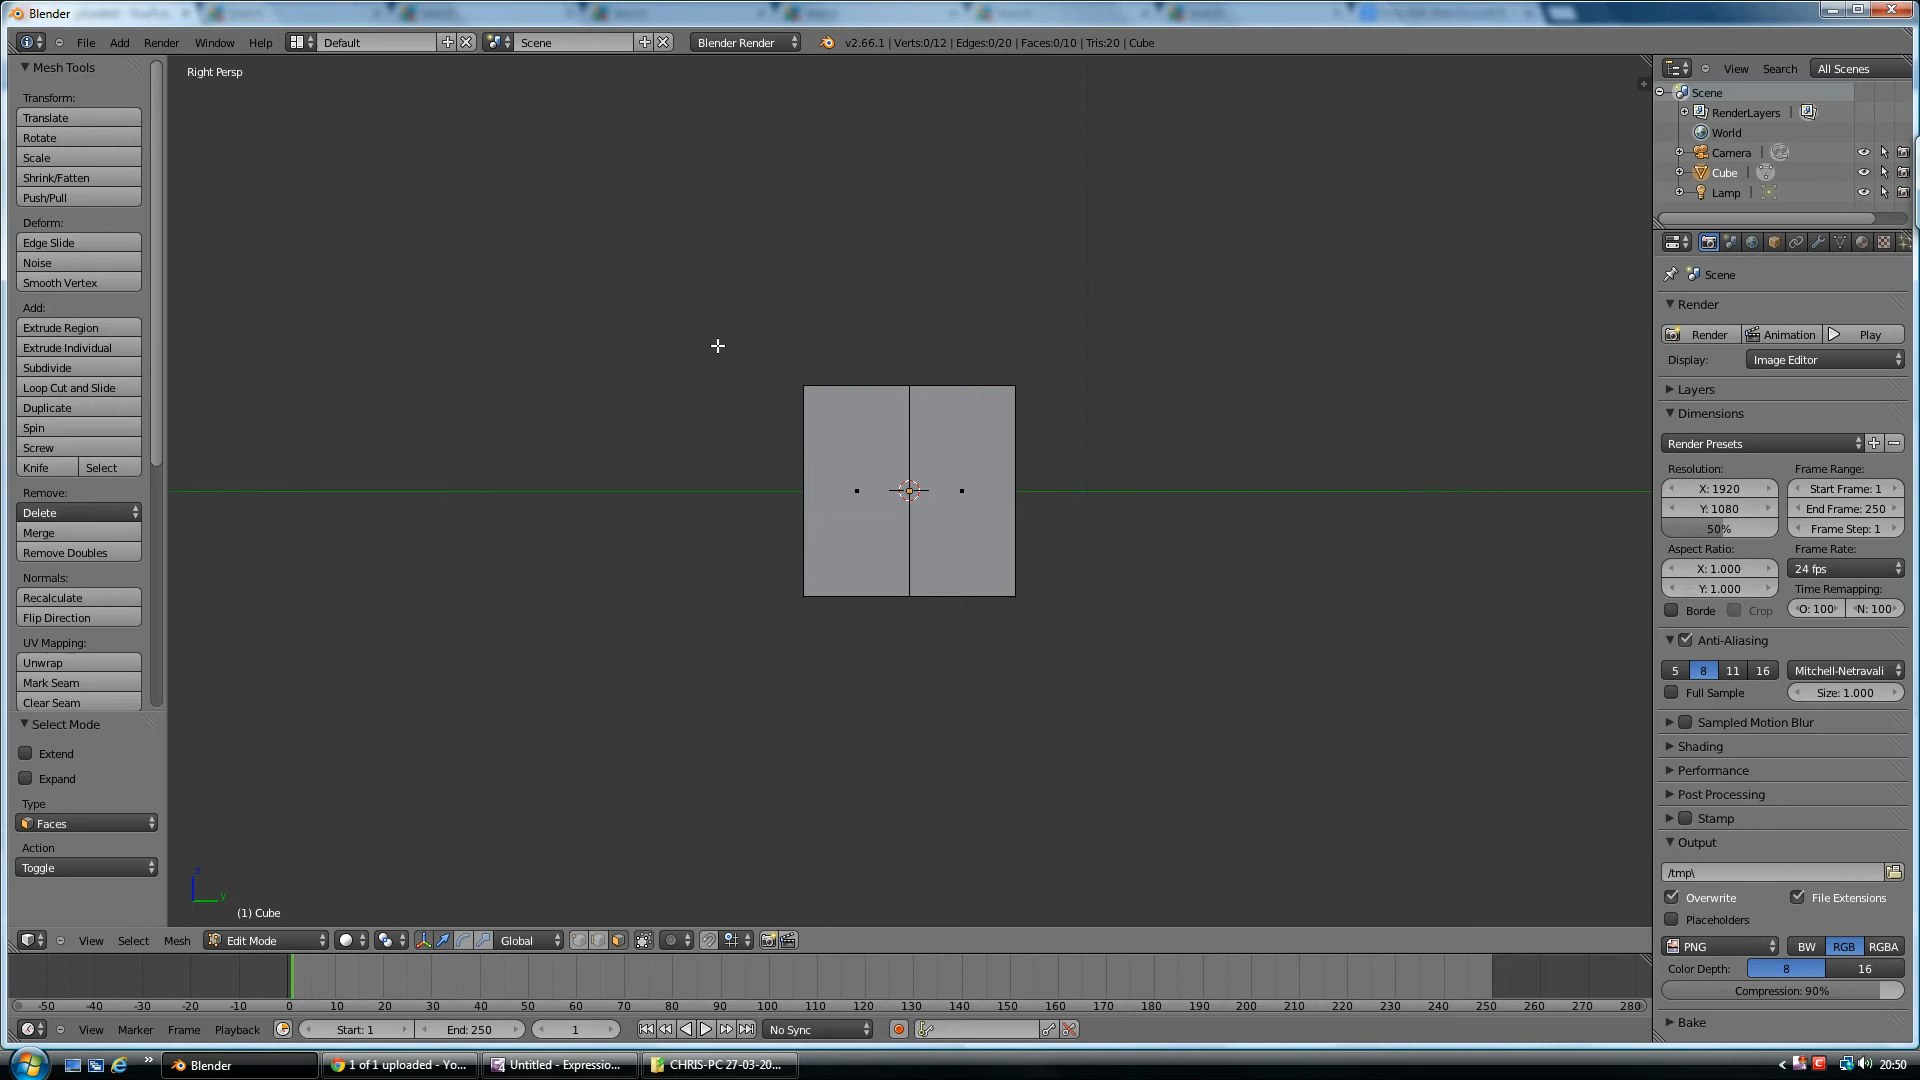 Blender
File Add Render Window Help Default Scene Blender Render v2.66.1 | Verts:0/12 | Edges:0/20 | Faces:0/10 | Tris:20 | Cube
Mesh Tools
Transform:
Translate
Rotate
Scale
Shrink/Fatten
Push/Pull
Deform:
Edge Slide
Noise
Smooth Vertex
Add:
Extrude Region
Extrude Individual
Subdivide
Loop Cut and Slide
Duplicate
Spin
Screw
Knife Select
Remove:
Delete
Merge
Remove Doubles
Normals:
Recalculate
Flip Direction
UV Mapping:
Unwrap
Mark Seam
Clear Seam
Select Mode
Extend
Expand
Type
Faces
Action
Toggle
Right Persp
z
y
(1) Cube
View Select Mesh Edit Mode Global
View Search All Scenes
Scene
RenderLayers |
World
Camera |
Cube |
Lamp |
Scene
Render
Render Animation Play
Display: Image Editor
Layers
Dimensions
Render Presets
Resolution: Frame Range:
X: 1920 Start Frame: 1
Y: 1080 End Frame: 250
50% Frame Step: 1
Aspect Ratio: Frame Rate:
X: 1.000 24 fps
Y: 1.000 Time Remapping:
Borde Crop O: 100 N: 100
Anti-Aliasing
5 8 11 16 Mitchell-Netravali
Full Sample Size: 1.000
Sampled Motion Blur
Shading
Performance
Post Processing
Stamp
Output
/tmp\
Overwrite File Extensions
Placeholders
PNG BW RGB RGBA
Color Depth: 8 16
Compression: 90%
Bake
-50 -40 -30 -20 -10 0 10 20 30 40 50 60 70 80 90 100 110 120 130 140 150 160 170 180 190 200 210 220 230 240 250 260 270 280
View Marker Frame Playback Start: 1 End: 250 1 No Sync
» Blender 1 of 1 uploaded - Yo... Untitled - Expressio... CHRIS-PC 27-03-20... < 20:50